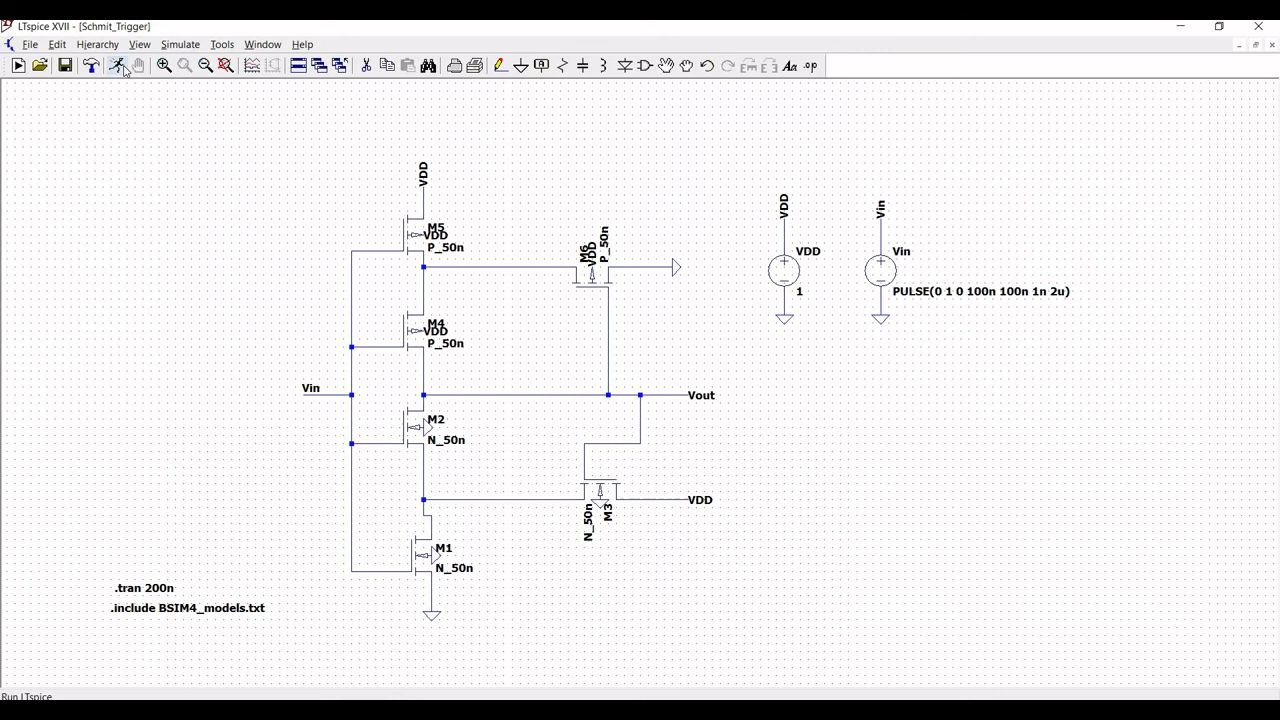 LTspice XVII - [Schmit_Trigger]
File Edit Hierarchy View Simulate Tools Window Help
Aa .op
VDD
M5
VDD
P_50n
M6
VDD
P_50n
M4
VDD
P_50n
Vin
Vout
M2
N_50n
N_50n
M3
VDD
M1
N_50n
VDD
VDD
1
Vin
Vin
PULSE(0 1 0 100n 100n 1n 2u)
.tran 200n
.include BSIM4_models.txt
Run LTspice